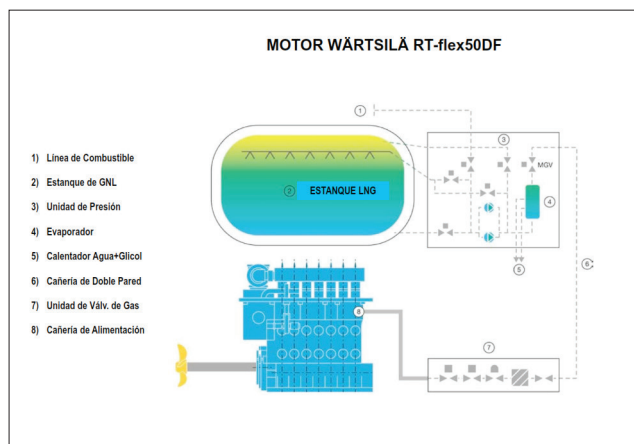 MOTOR WÄRTSILÄ RT-flex50DF
1) Línea de Combustible
2) Estanque de GNL
3) Unidad de Presión
4) Evaporador
5) Calentador Agua+Glicol
6) Cañería de Doble Pared
7) Unidad de Válv. de Gas
8) Cañería de Alimentación
1
2 ESTANQUE LNG
3
MGV
4
5
6
7
8